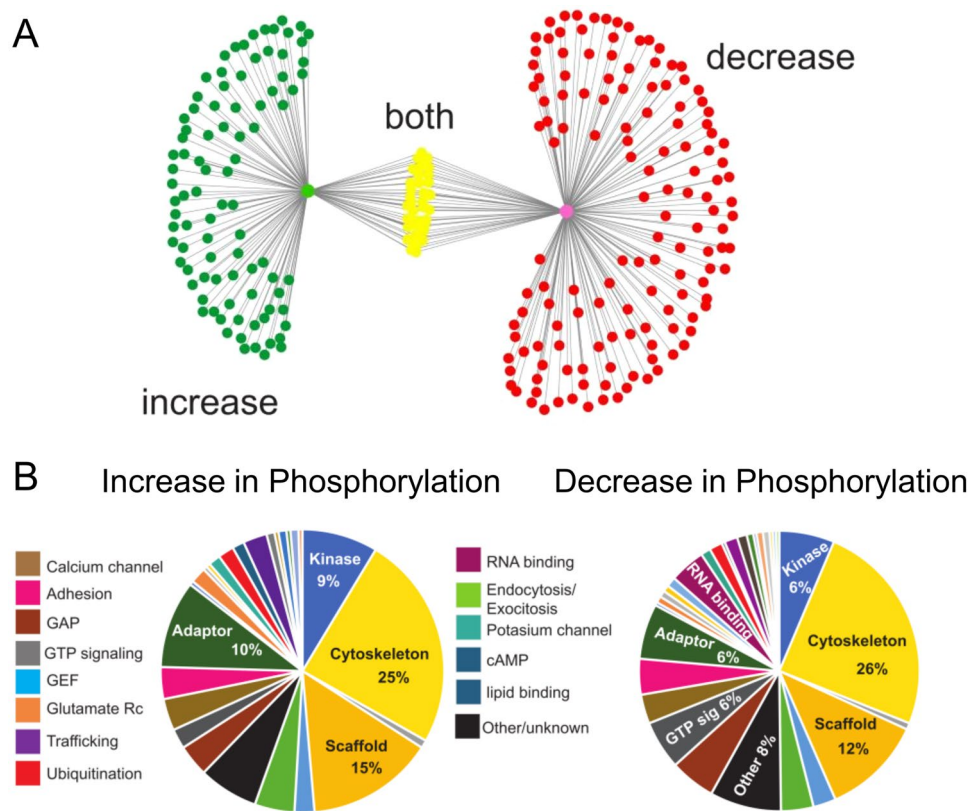 A
increase
both
decrease
B
Increase in Phosphorylation
Decrease in Phosphorylation
Calcium channel
Adhesion
GAP
GTP signaling
GEF
Glutamate Rc
Trafficking
Ubiquitination
Kinase
9%
Cytoskeleton
25%
Scaffold
15%
Adaptor
10%
RNA binding
Endocytosis/
Exocitosis
Potasium channel
cAMP
lipid binding
Other/unknown
Kinase
6%
Cytoskeleton
26%
Scaffold
12%
Other 8%
GTP sig 6%
Adaptor
6%
RNA binding